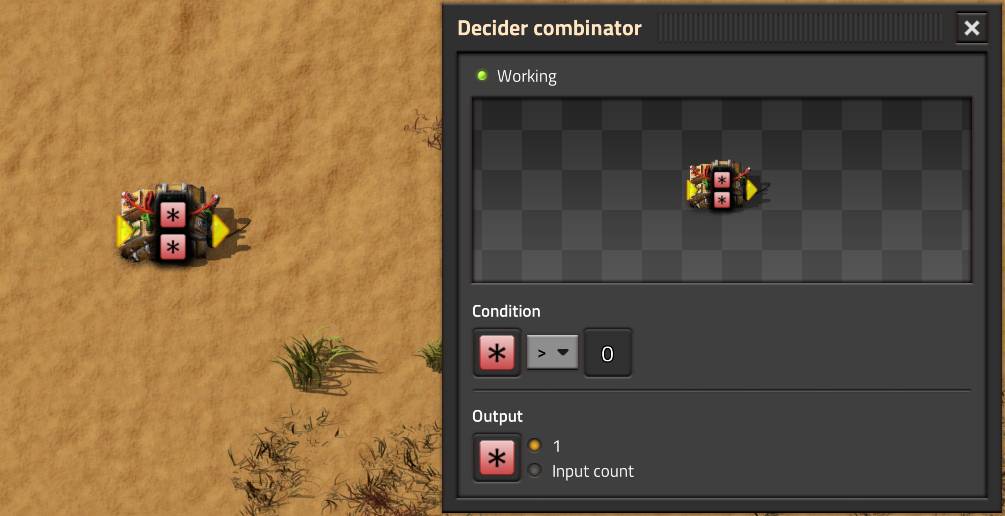 Decider combinator
Working
Condition
> 0
Output
1
Input count